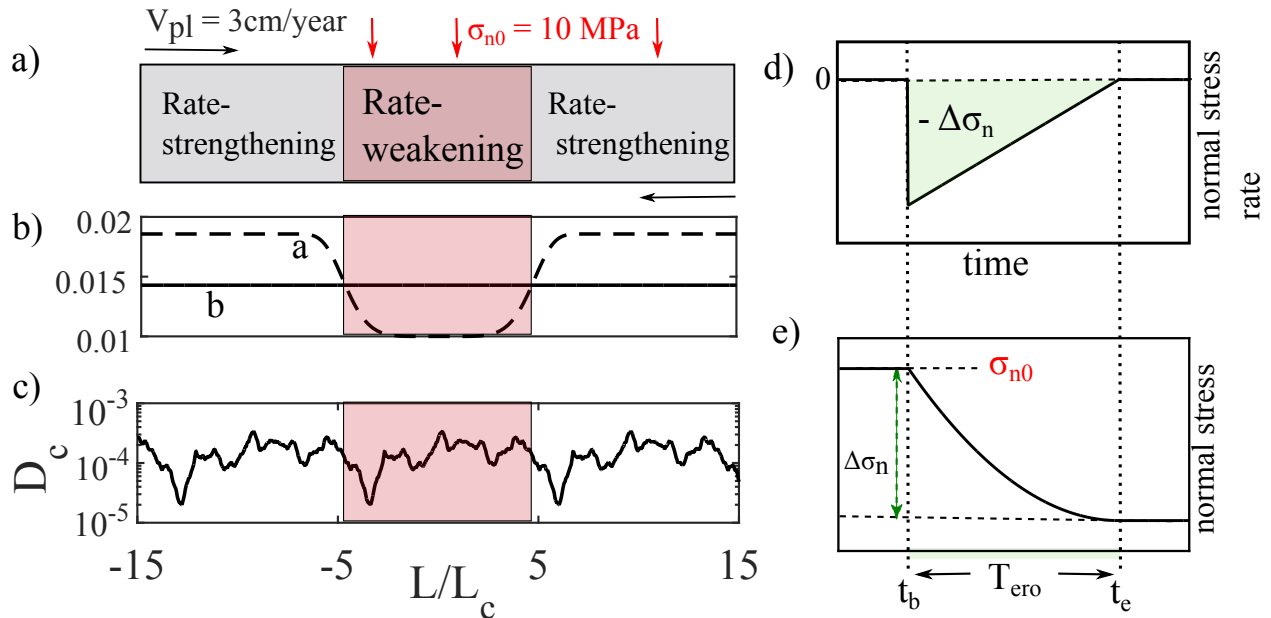 a)
V_pl = 3cm/year
σ_n0 = 10 MPa
Rate-
strengthening
Rate-
weakening
Rate-
strengthening
b)
0.02
0.015
0.01
a
b
c)
D_c
10^-3
10^-4
10^-5
-15
-5
5
15
L/L_c
d)
0
- Δσ_n
time
normal stress
rate
e)
σ_n0
Δσ_n
normal stress
t_b
T_ero
t_e